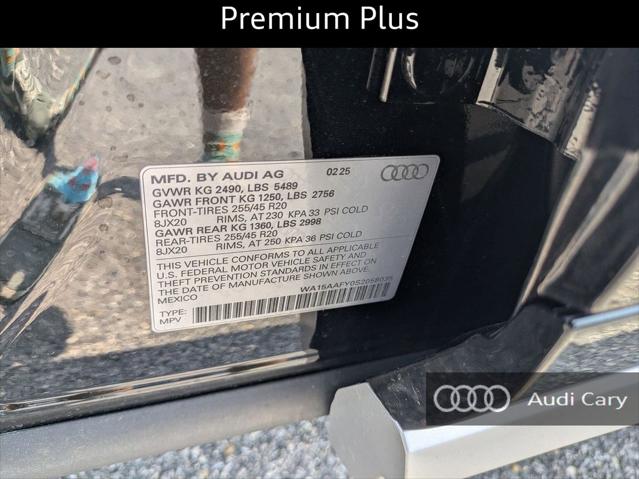 Premium Plus
MFD. BY AUDI AG 02 25
GVWR KG 2490, LBS 5489
GAWR FRONT KG 1250, LBS 2756
FRONT-TIRES 255/45 R20
8JX20 RIMS, AT 230 KPA 33 PSI COLD
GAWR REAR KG 1360, LBS 2998
REAR-TIRES 255/45 R20
8JX20 RIMS, AT 250 KPA 36 PSI COLD
THIS VEHICLE CONFORMS TO ALL APPLICABLE
U.S. FEDERAL MOTOR VEHICLE SAFETY AND
THEFT PREVENTION STANDARDS IN EFFECT ON
THE DATE OF MANUFACTURE SHOWN ABOVE.
MEXICO WA15AAFY0S2058035
TYPE:
MPV
Audi Cary